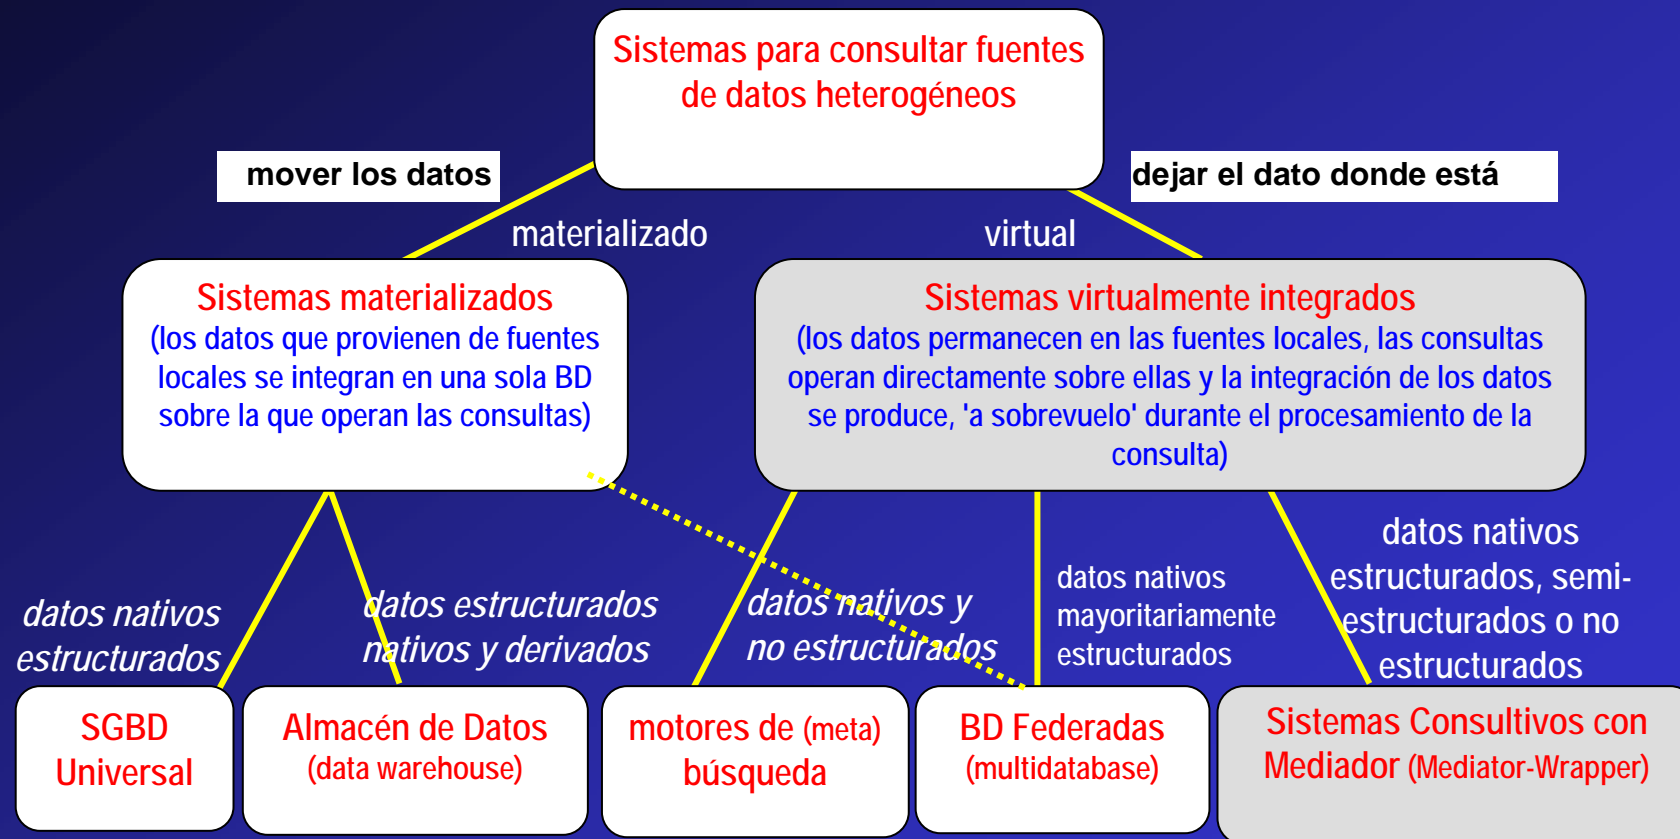 Sistemas para consultar fuentes
de datos heterogéneos
mover los datos
dejar el dato donde está
materializado
virtual
Sistemas materializados
(los datos que provienen de fuentes
locales se integran en una sola BD
sobre la que operan las consultas)
Sistemas virtualmente integrados
(los datos permanecen en las fuentes locales, las consultas
operan directamente sobre ellas y la integración de los datos
se produce, 'a sobrevuelo' durante el procesamiento de la
consulta)
datos nativos
estructurados
datos estructurados
nativos y derivados
datos nativos y
no estructurados
datos nativos
mayoritariamente
estructurados
datos nativos
estructurados, semi-
estructurados o no
estructurados
SGBD
Universal
Almacén de Datos
(data warehouse)
motores de (meta)
búsqueda
BD Federadas
(multidatabase)
Sistemas Consultivos con
Mediador (Mediator-Wrapper)